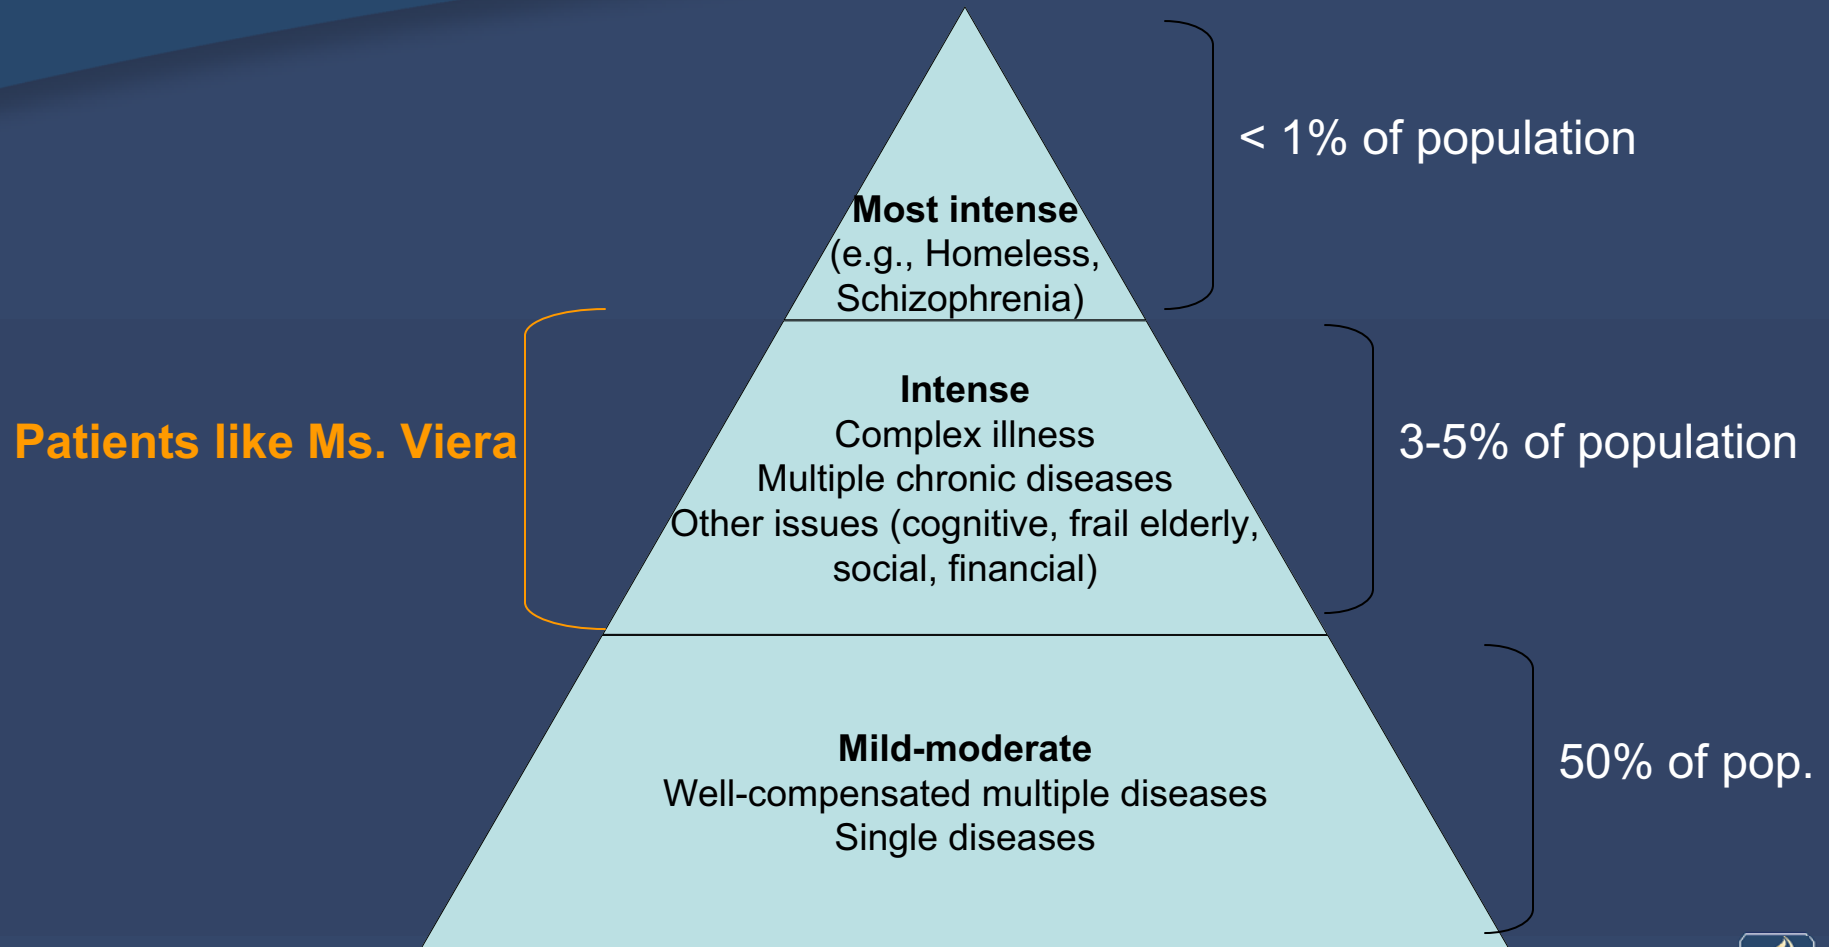 < 1% of population
Most intense
(e.g., Homeless,
Schizophrenia)
Patients like Ms. Viera
Intense
Complex illness
Multiple chronic diseases
Other issues (cognitive, frail elderly,
social, financial)
3-5% of population
Mild-moderate
Well-compensated multiple diseases
Single diseases
50% of pop.